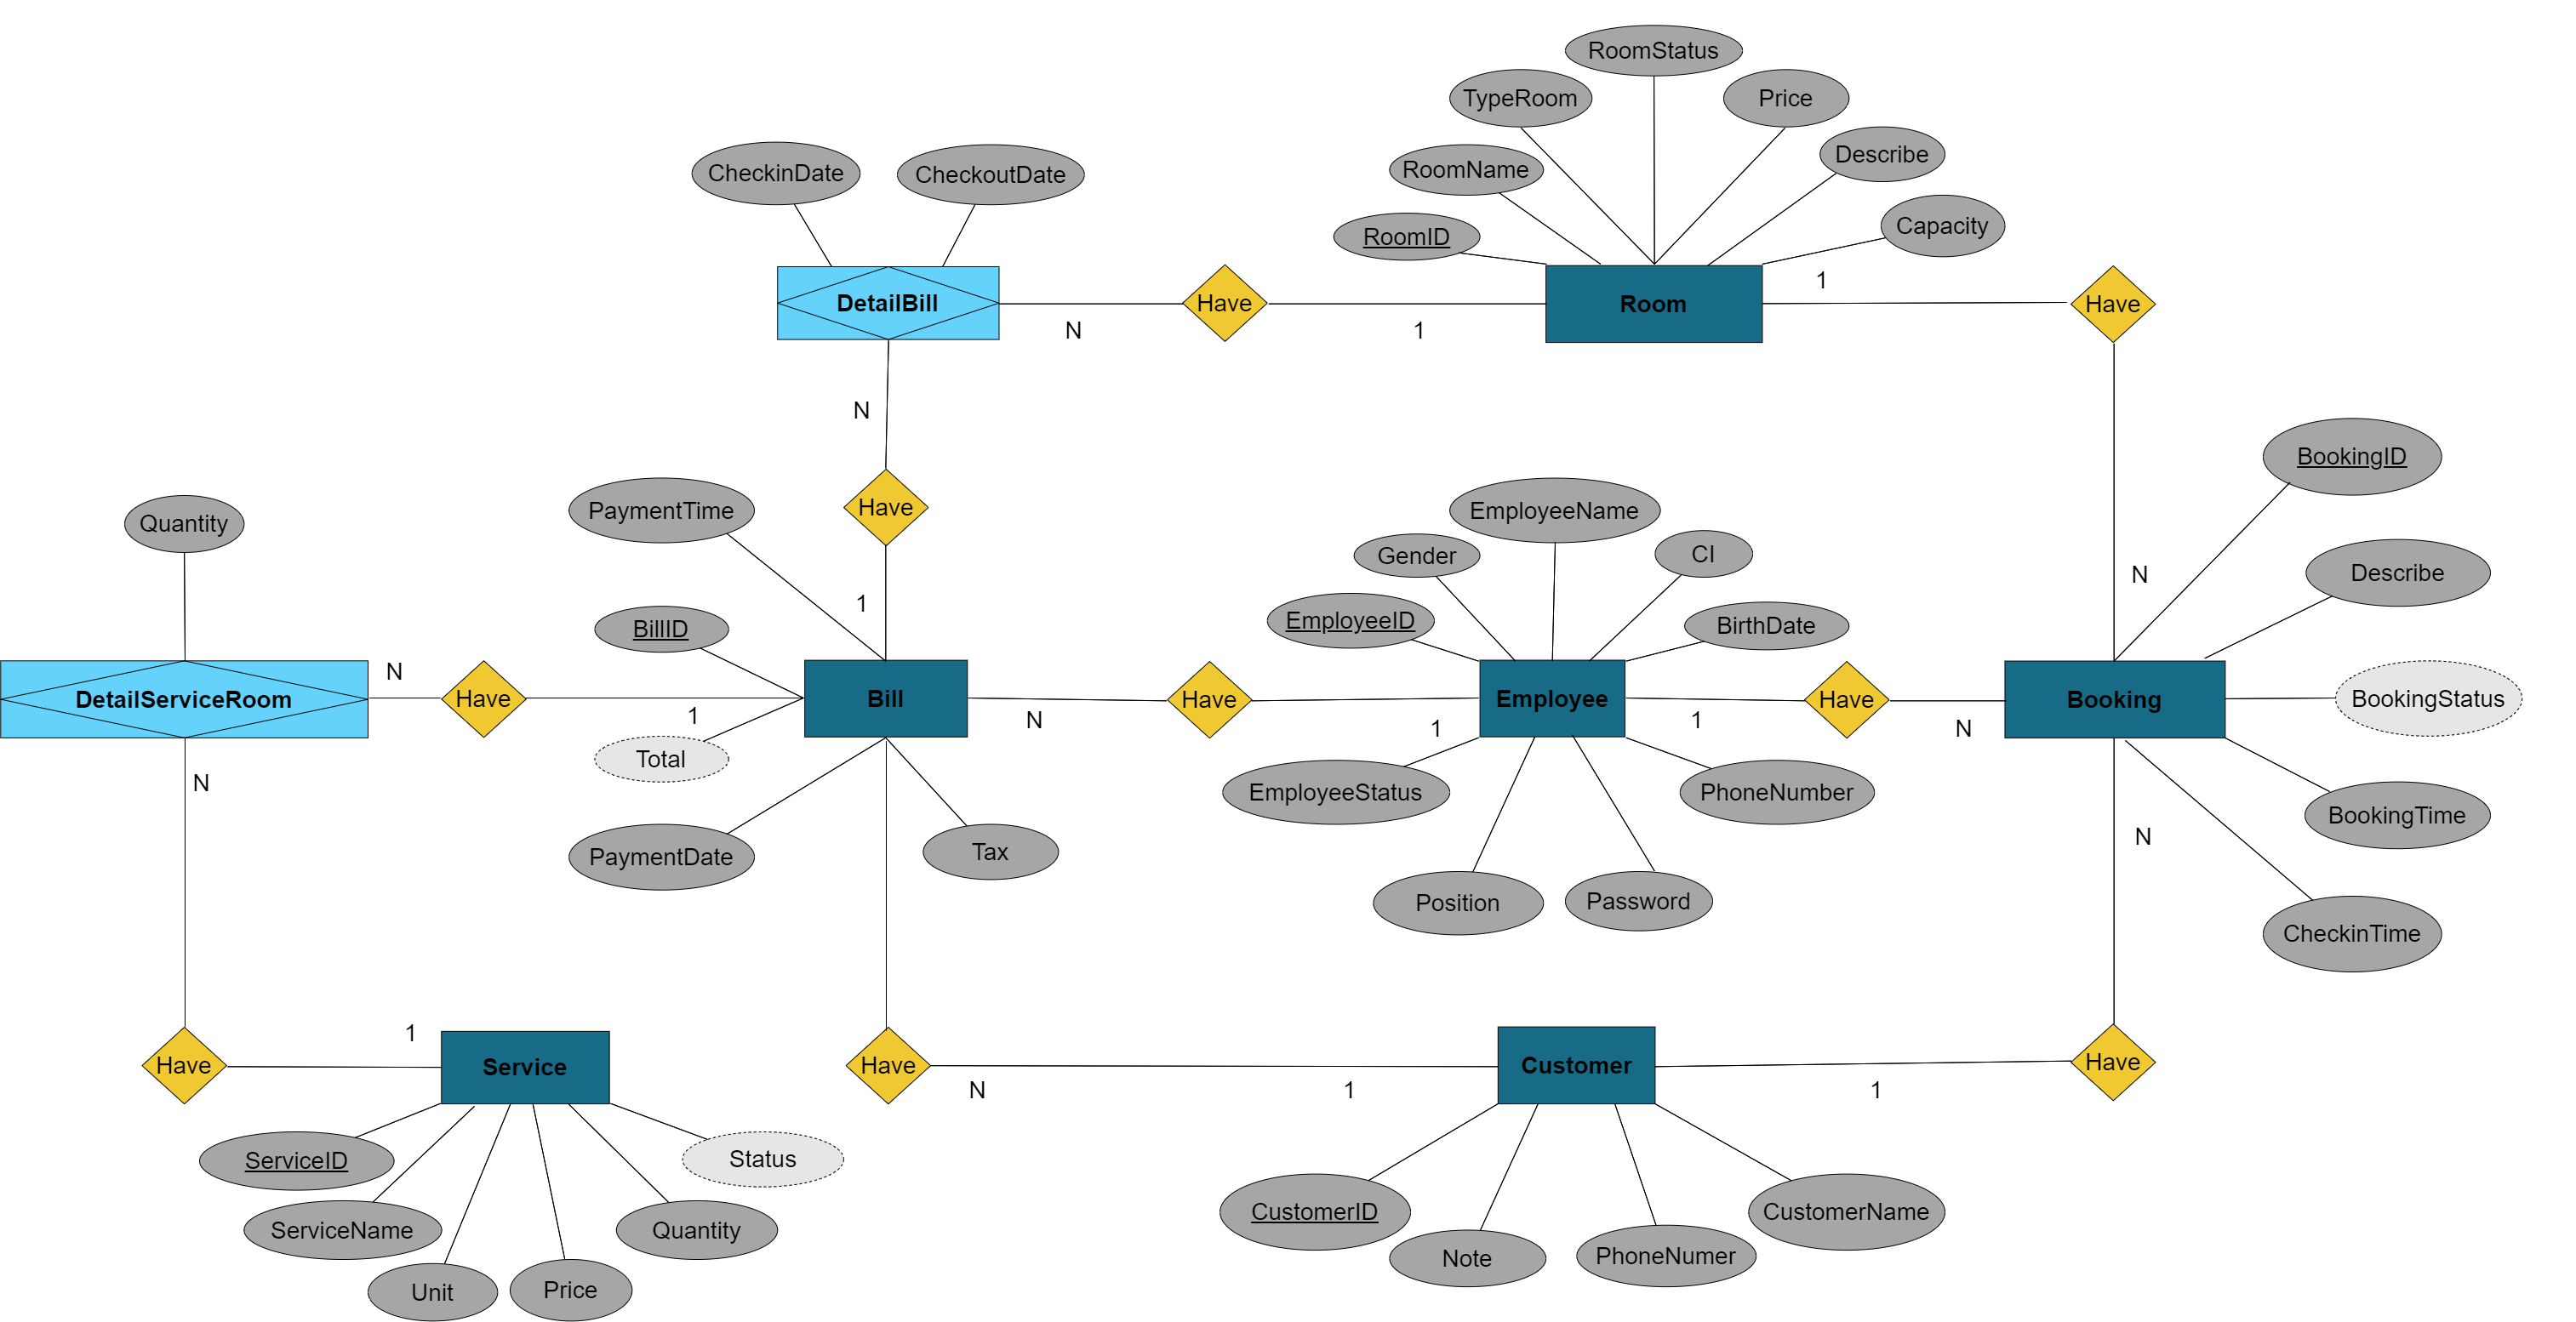 RoomStatus
TypeRoom
Price
CheckinDate
CheckoutDate
RoomName
Describe
RoomID
Capacity
DetailBill
Have
Room
Have
1
N
1
N
BookingID
PaymentTime
Have
EmployeeName
Quantity
Gender
CI
Describe
N
1
BillID
EmployeeID
BirthDate
DetailServiceRoom
N
Have
1
Bill
N
Have
1
Employee
1
Have
N
Booking
BookingStatus
Total
N
EmployeeStatus
PhoneNumber
BookingTime
PaymentDate
Tax
N
Position
Password
CheckinTime
Have
1
Service
Have
N
1
Customer
1
Have
ServiceID
Status
ServiceName
Quantity
Unit
Price
CustomerID
CustomerName
Note
PhoneNumer